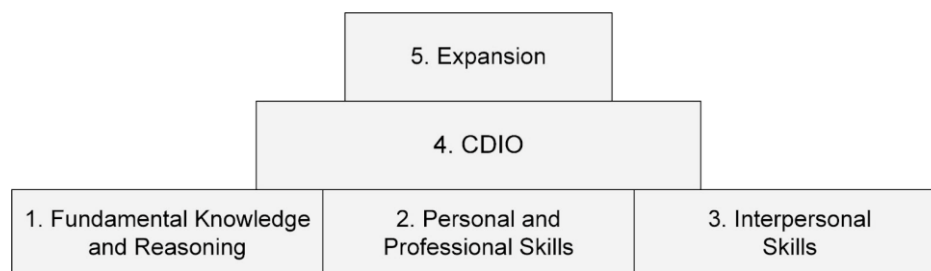 5. Expansion
4. CDIO
1. Fundamental Knowledge
and Reasoning
2. Personal and
Professional Skills
3. Interpersonal
Skills